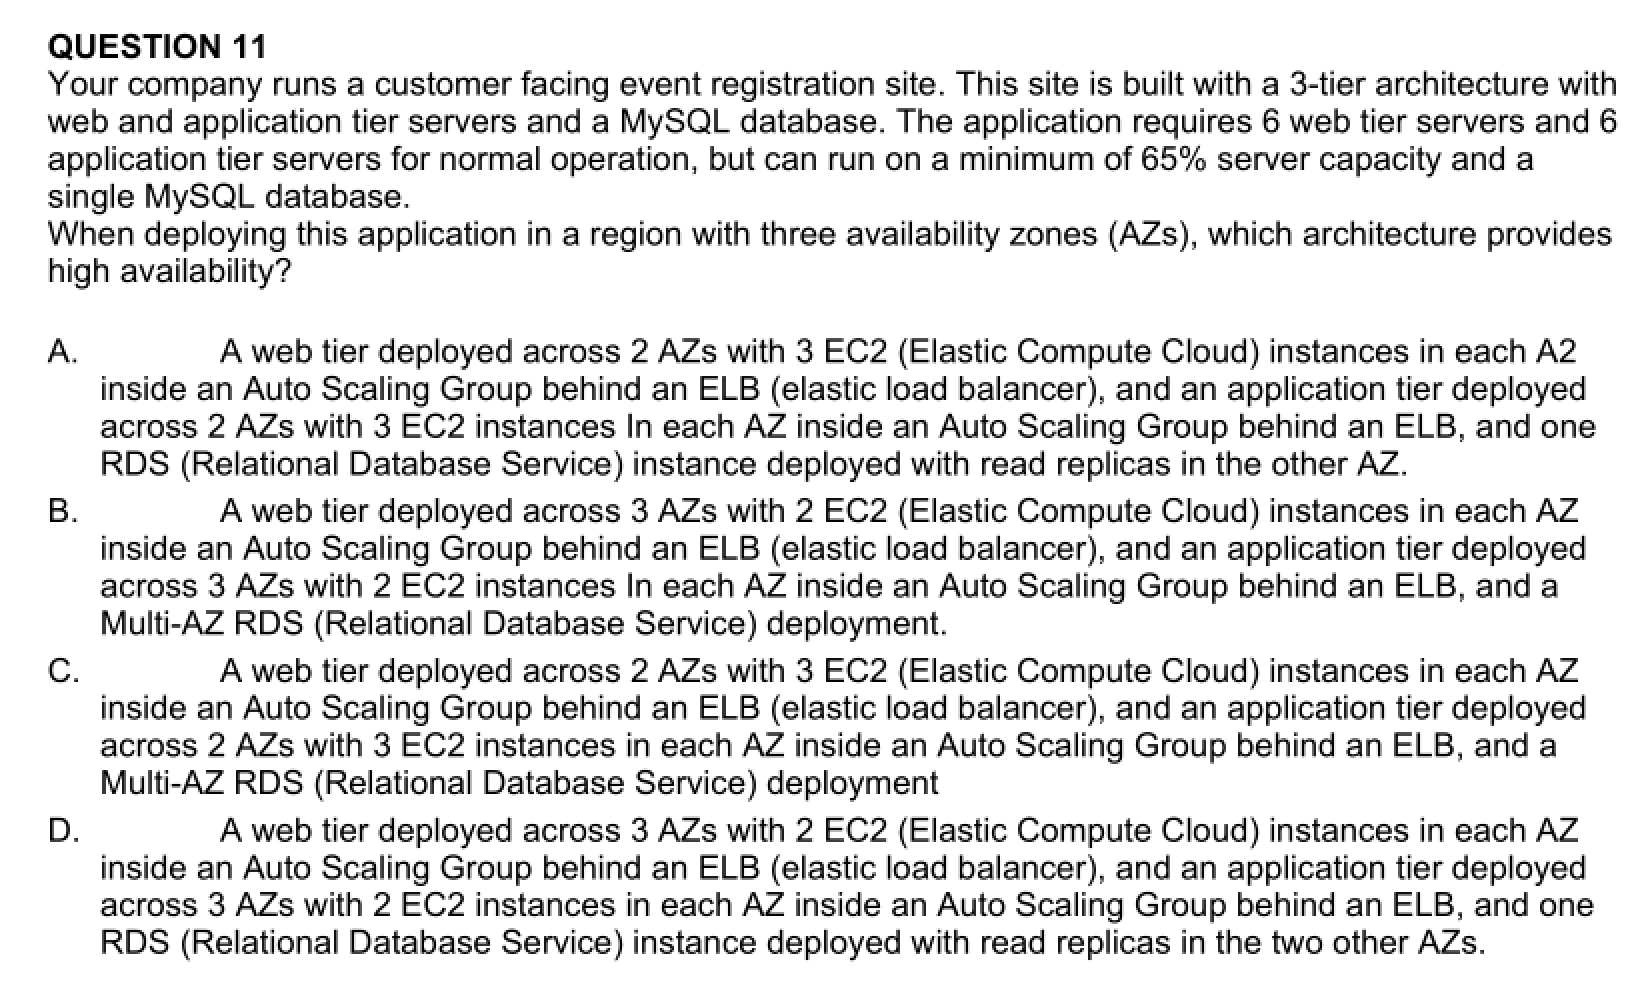 QUESTION 11
Your company runs a customer facing event registration site. This site is built with a 3-tier architecture with
web and application tier servers and a MySQL database. The application requires 6 web tier servers and 6
application tier servers for normal operation, but can run on a minimum of 65% server capacity and a
single MySQL database.
When deploying this application in a region with three availability zones (AZs), which architecture provides
high availability?
A. A web tier deployed across 2 AZs with 3 EC2 (Elastic Compute Cloud) instances in each A2
inside an Auto Scaling Group behind an ELB (elastic load balancer), and an application tier deployed
across 2 AZs with 3 EC2 instances In each AZ inside an Auto Scaling Group behind an ELB, and one
RDS (Relational Database Service) instance deployed with read replicas in the other AZ.
B. A web tier deployed across 3 AZs with 2 EC2 (Elastic Compute Cloud) instances in each AZ
inside an Auto Scaling Group behind an ELB (elastic load balancer), and an application tier deployed
across 3 AZs with 2 EC2 instances In each AZ inside an Auto Scaling Group behind an ELB, and a
Multi-AZ RDS (Relational Database Service) deployment.
C. A web tier deployed across 2 AZs with 3 EC2 (Elastic Compute Cloud) instances in each AZ
inside an Auto Scaling Group behind an ELB (elastic load balancer), and an application tier deployed
across 2 AZs with 3 EC2 instances in each AZ inside an Auto Scaling Group behind an ELB, and a
Multi-AZ RDS (Relational Database Service) deployment
D. A web tier deployed across 3 AZs with 2 EC2 (Elastic Compute Cloud) instances in each AZ
inside an Auto Scaling Group behind an ELB (elastic load balancer), and an application tier deployed
across 3 AZs with 2 EC2 instances in each AZ inside an Auto Scaling Group behind an ELB, and one
RDS (Relational Database Service) instance deployed with read replicas in the two other AZs.